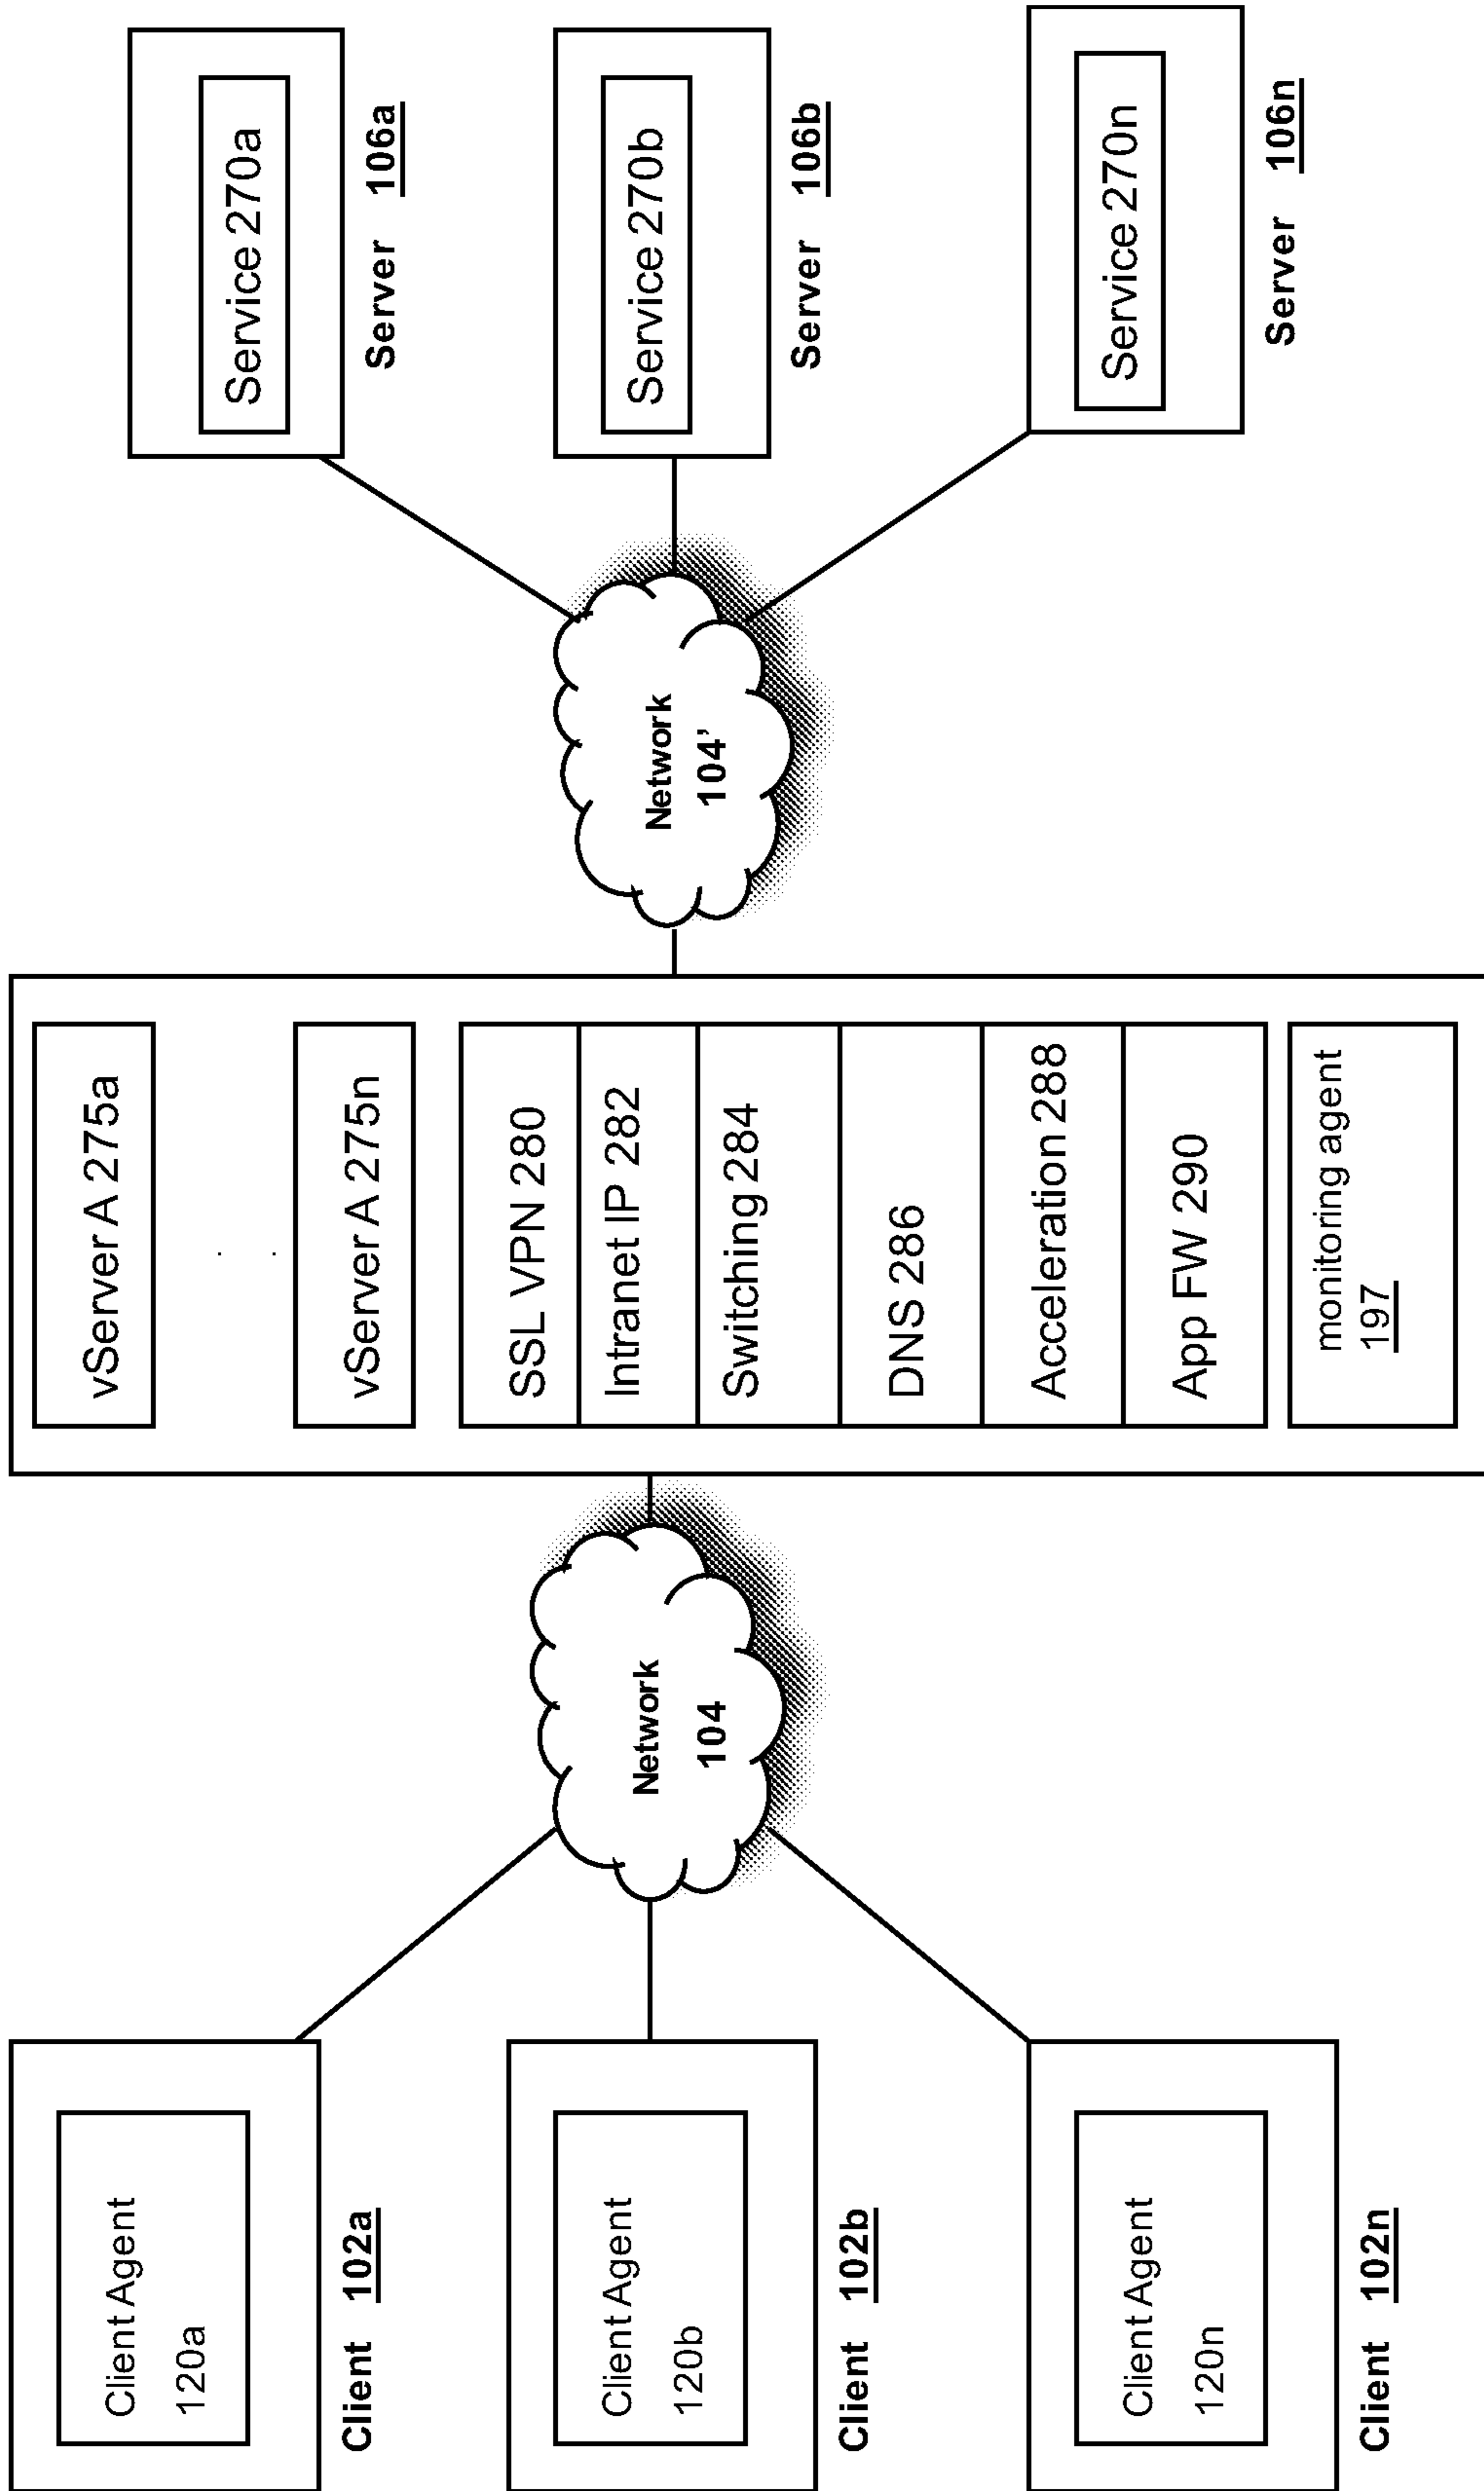 Client Agent
120a
Client 102a
Client Agent
120b
Client 102b
Client Agent
120n
Client 102n
Network
104
vServer A 275a
.
.
vServer A 275n
SSL VPN 280
Intranet IP 282
Switching 284
DNS 286
Acceleration 288
App FW 290
monitoring agent
197
Network
104’
Service 270a
Server 106a
Service 270b
Server 106b
Service 270n
Server 106n